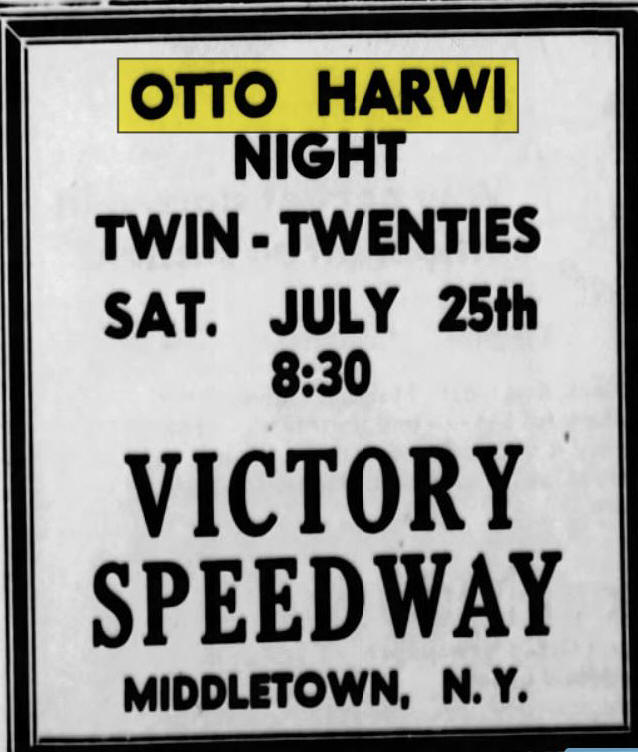 OTTO HARWI
NIGHT
TWIN-TWENTIES
SAT. JULY 25th
8:30
VICTORY
SPEEDWAY
MIDDLETOWN, N.Y.